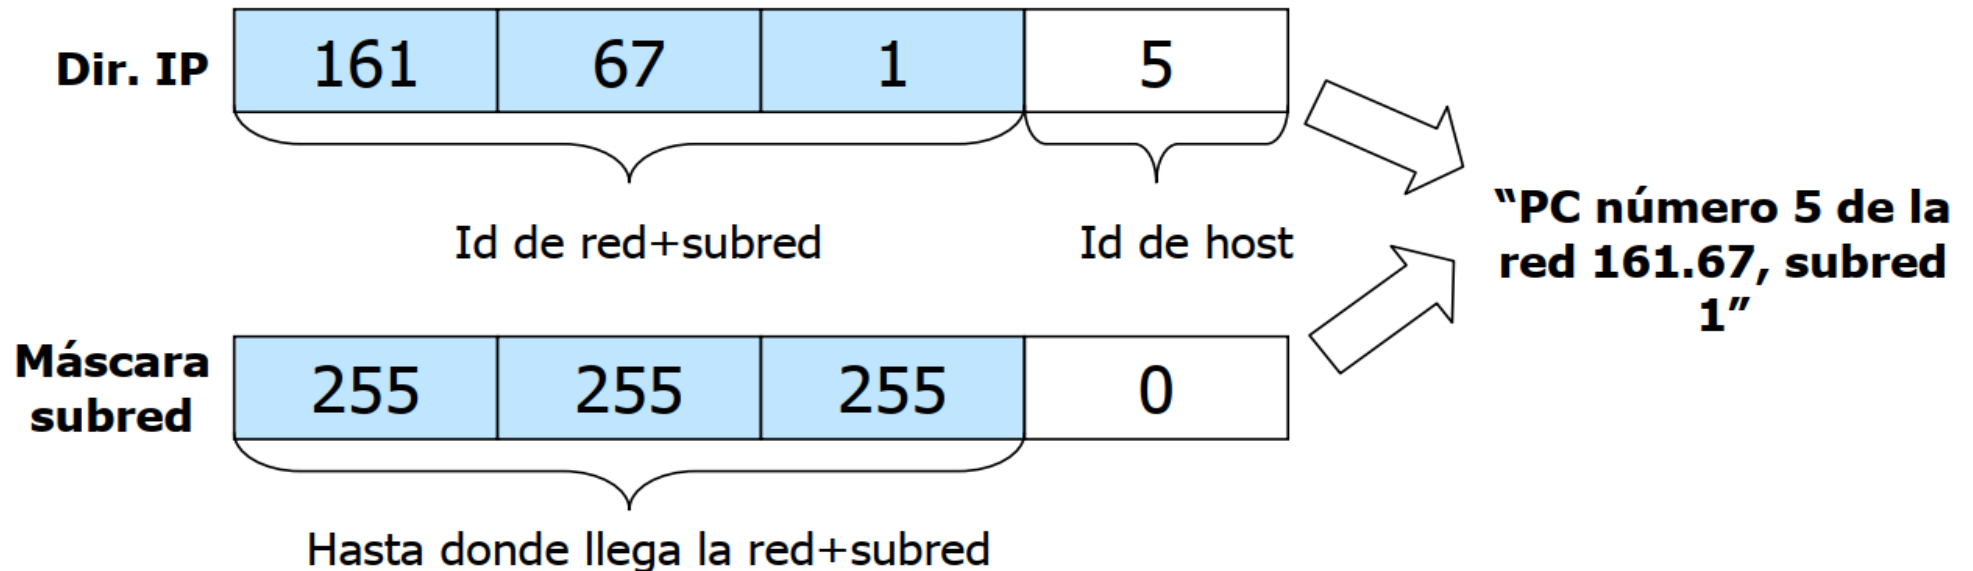 Dir. IP 161 67 1 5
Id de red+subred Id de host
“PC número 5 de la
red 161.67, subred
1”
Máscara
subred
255 255 255 0
Hasta donde llega la red+subred